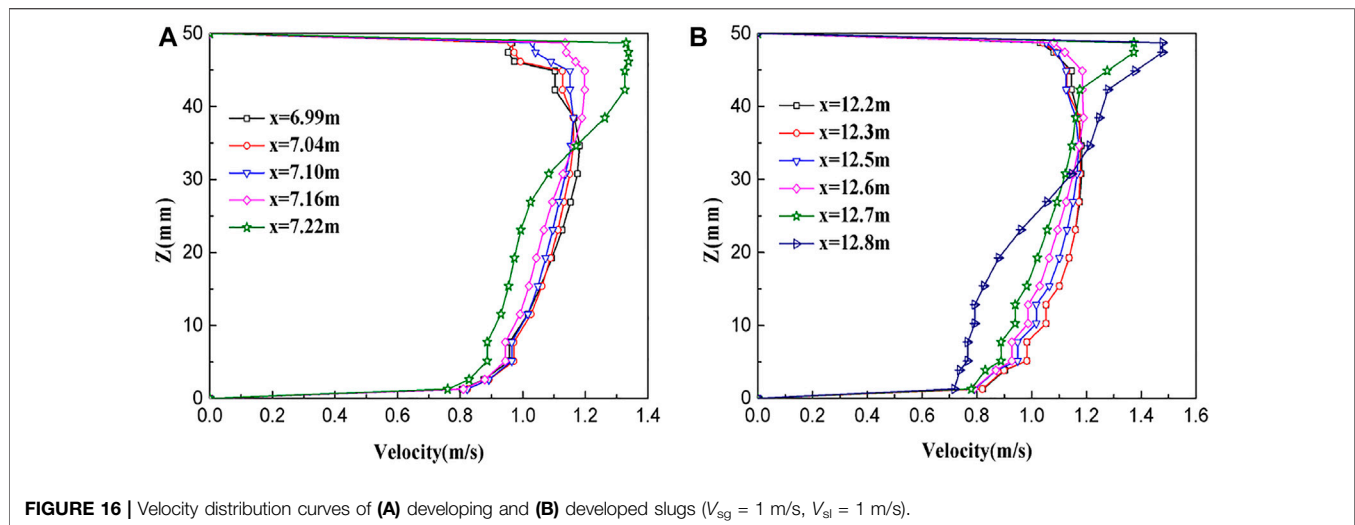 A
50
40
30
20
10
0
Z(mm)
x=6.99m
x=7.04m
x=7.10m
x=7.16m
x=7.22m
0.0 0.2 0.4 0.6 0.8 1.0 1.2 1.4
Velocity(m/s)
B
50
40
30
20
10
0
Z(mm)
x=12.2m
x=12.3m
x=12.5m
x=12.6m
x=12.7m
x=12.8m
0.0 0.2 0.4 0.6 0.8 1.0 1.2 1.4 1.6
Velocity(m/s)
FIGURE 16 | Velocity distribution curves of (A) developing and (B) developed slugs (Vsg = 1 m/s, Vsl = 1 m/s).